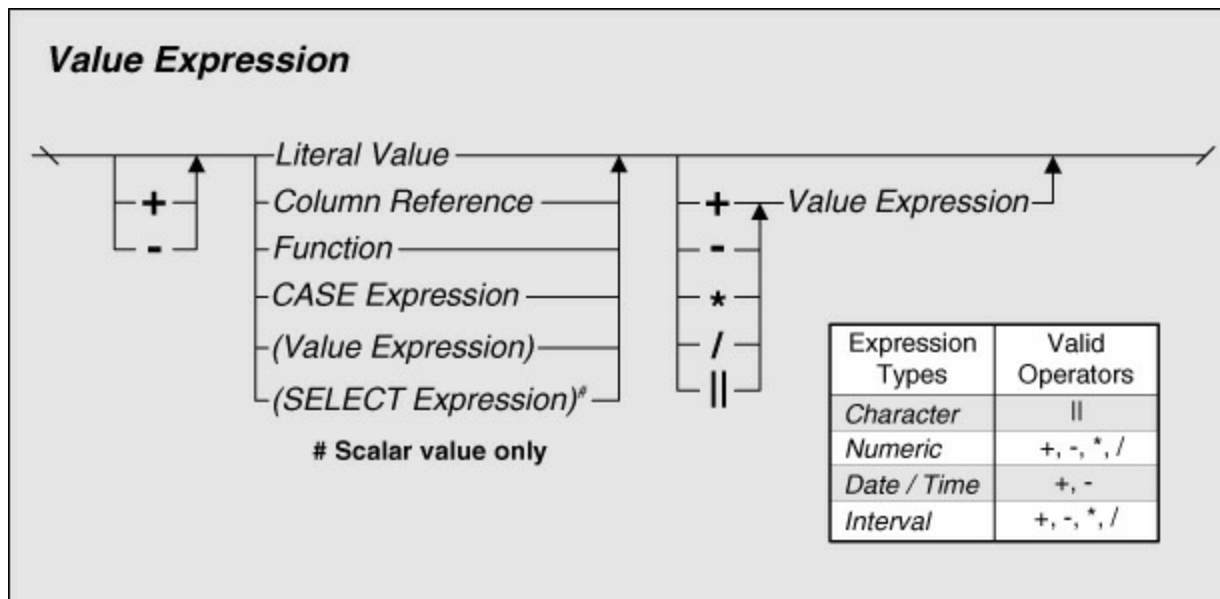 Value Expression
Literal Value
+ Column Reference + Value Expression
- Function -
CASE Expression *
(Value Expression) /
(SELECT Expression)# ||
# Scalar value only
Expression Types Valid Operators
Character ||
Numeric +, -, *, /
Date / Time +, -
Interval +, -, *, /